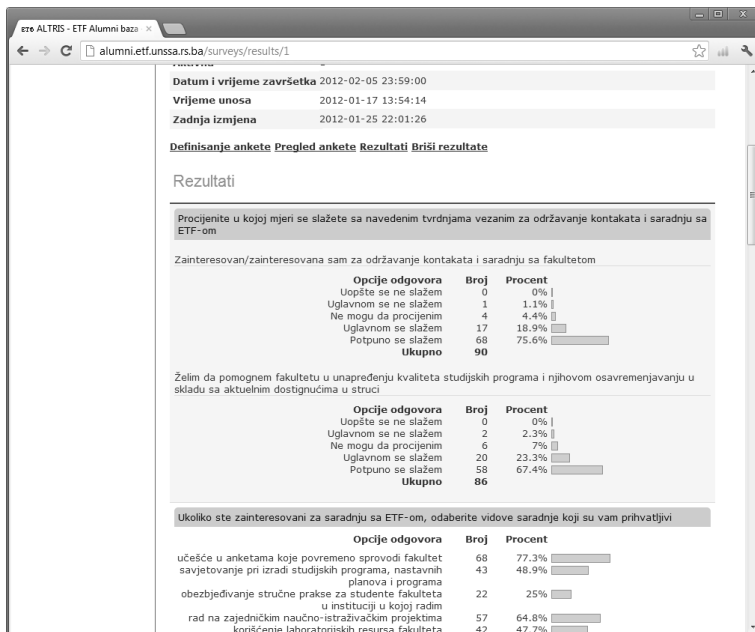 ETF ALTRIS - ETF Alumni baza
alumni.etf.unssa.rs.ba/surveys/results/1
Datum i vrijeme završetka 2012-02-05 23:59:00
Vrijeme unosa 2012-01-17 13:54:14
Zadnja izmjena 2012-01-25 22:01:26
Definisanje ankete Pregled ankete Rezultati Briši rezultate
Rezultati
Procijenite u kojoj mjeri se slažete sa navedenim tvrdnjama vezanim za održavanje kontakata i saradnju sa
ETF-om
Zainteresovan/zainteresovana sam za održavanje kontakata i saradnju sa fakultetom
Opcije odgovora Broj Procent
Uopšte se ne slažem 0 0%
Uglavnom se ne slažem 1 1.1%
Ne mogu da procijenim 4 4.4%
Uglavnom se slažem 17 18.9%
Potpuno se slažem 68 75.6%
Ukupno 90
Želim da pomognem fakultetu u unapređenju kvaliteta studijskih programa i njihovom osavremenjavanju u
skladu sa aktuelnim dostignućima u struci
Opcije odgovora Broj Procent
Uopšte se ne slažem 0 0%
Uglavnom se ne slažem 2 2.3%
Ne mogu da procijenim 6 7%
Uglavnom se slažem 20 23.3%
Potpuno se slažem 58 67.4%
Ukupno 86
Ukoliko ste zainteresovani za saradnju sa ETF-om, odaberite vidove saradnje koji su vam prihvatljivi
Opcije odgovora Broj Procent
učešće u anketama koje povremeno sprovodi fakultet 68 77.3%
savjetovanje pri izradi studijskih programa, nastavnih 43 48.9%
planova i programa
obezbjeđivanje stručne prakse za studente fakulteta 22 25%
u instituciji u kojoj radim
rad na zajedničkim naučno-istraživačkim projektima 57 64.8%
korišćenje laboratorijskih resursa fakulteta 42 47.7%